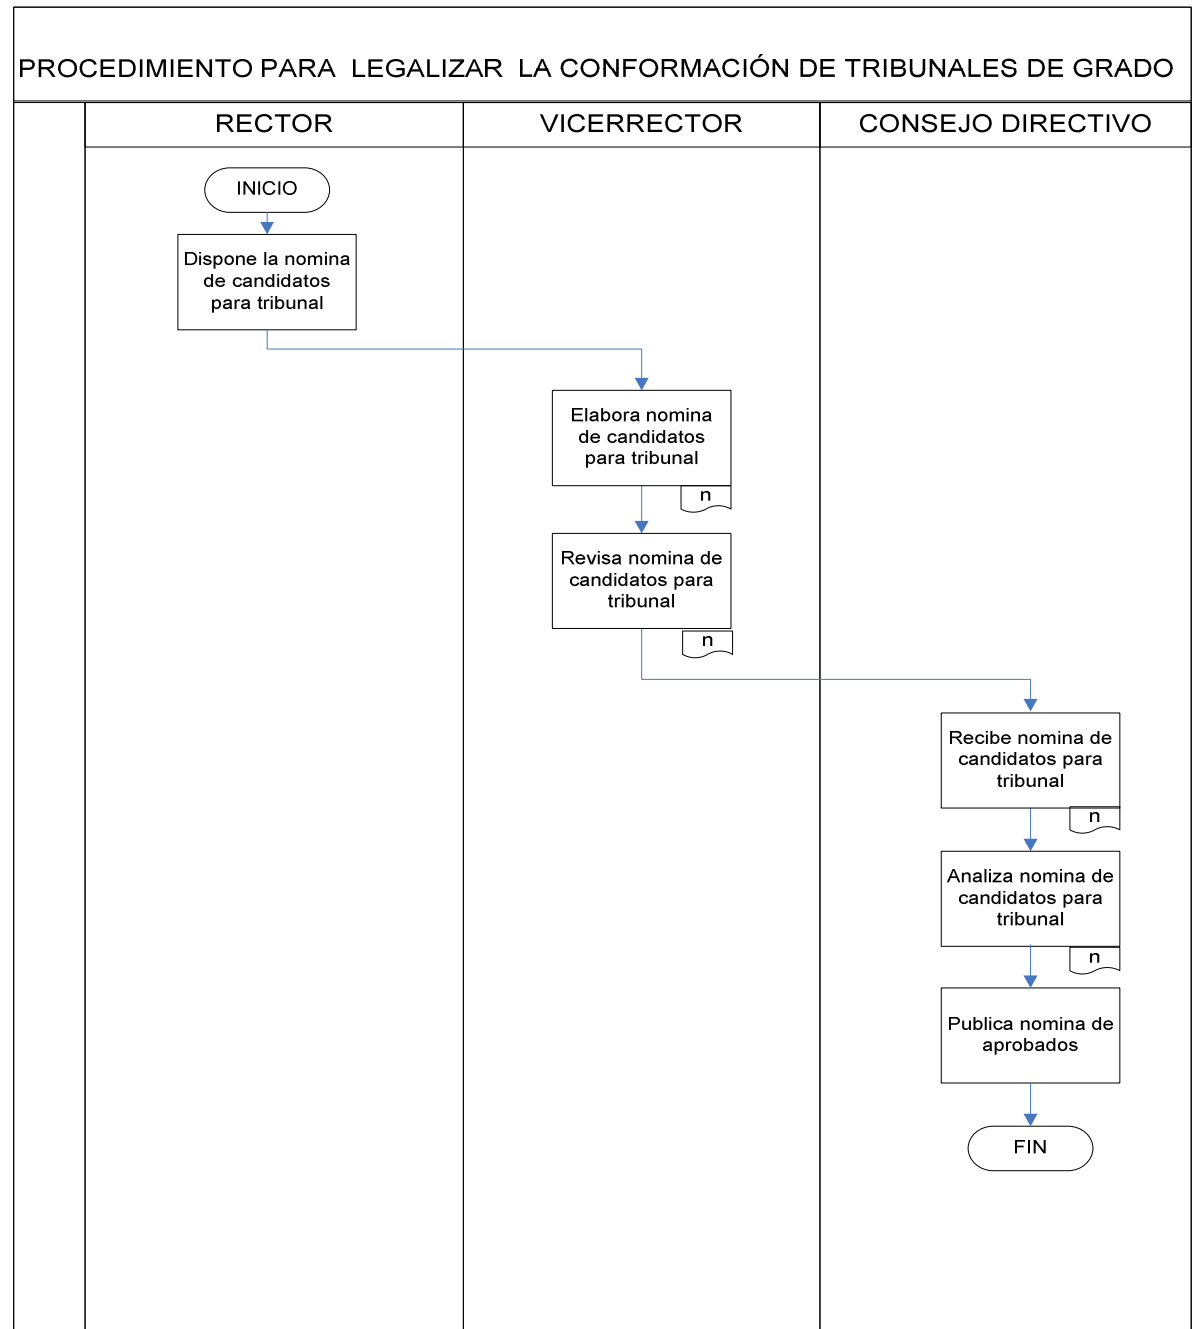 PROCEDIMIENTO PARA LEGALIZAR LA CONFORMACIÓN DE TRIBUNALES DE GRADO
RECTOR
VICERRECTOR
CONSEJO DIRECTIVO
INICIO
Dispone la nomina
de candidatos
para tribunal
Elabora nomina
de candidatos
para tribunal
n
Revisa nomina de
candidatos para
tribunal
n
Recibe nomina de
candidatos para
tribunal
n
Analiza nomina de
candidatos para
tribunal
n
Publica nomina de
aprobados
FIN